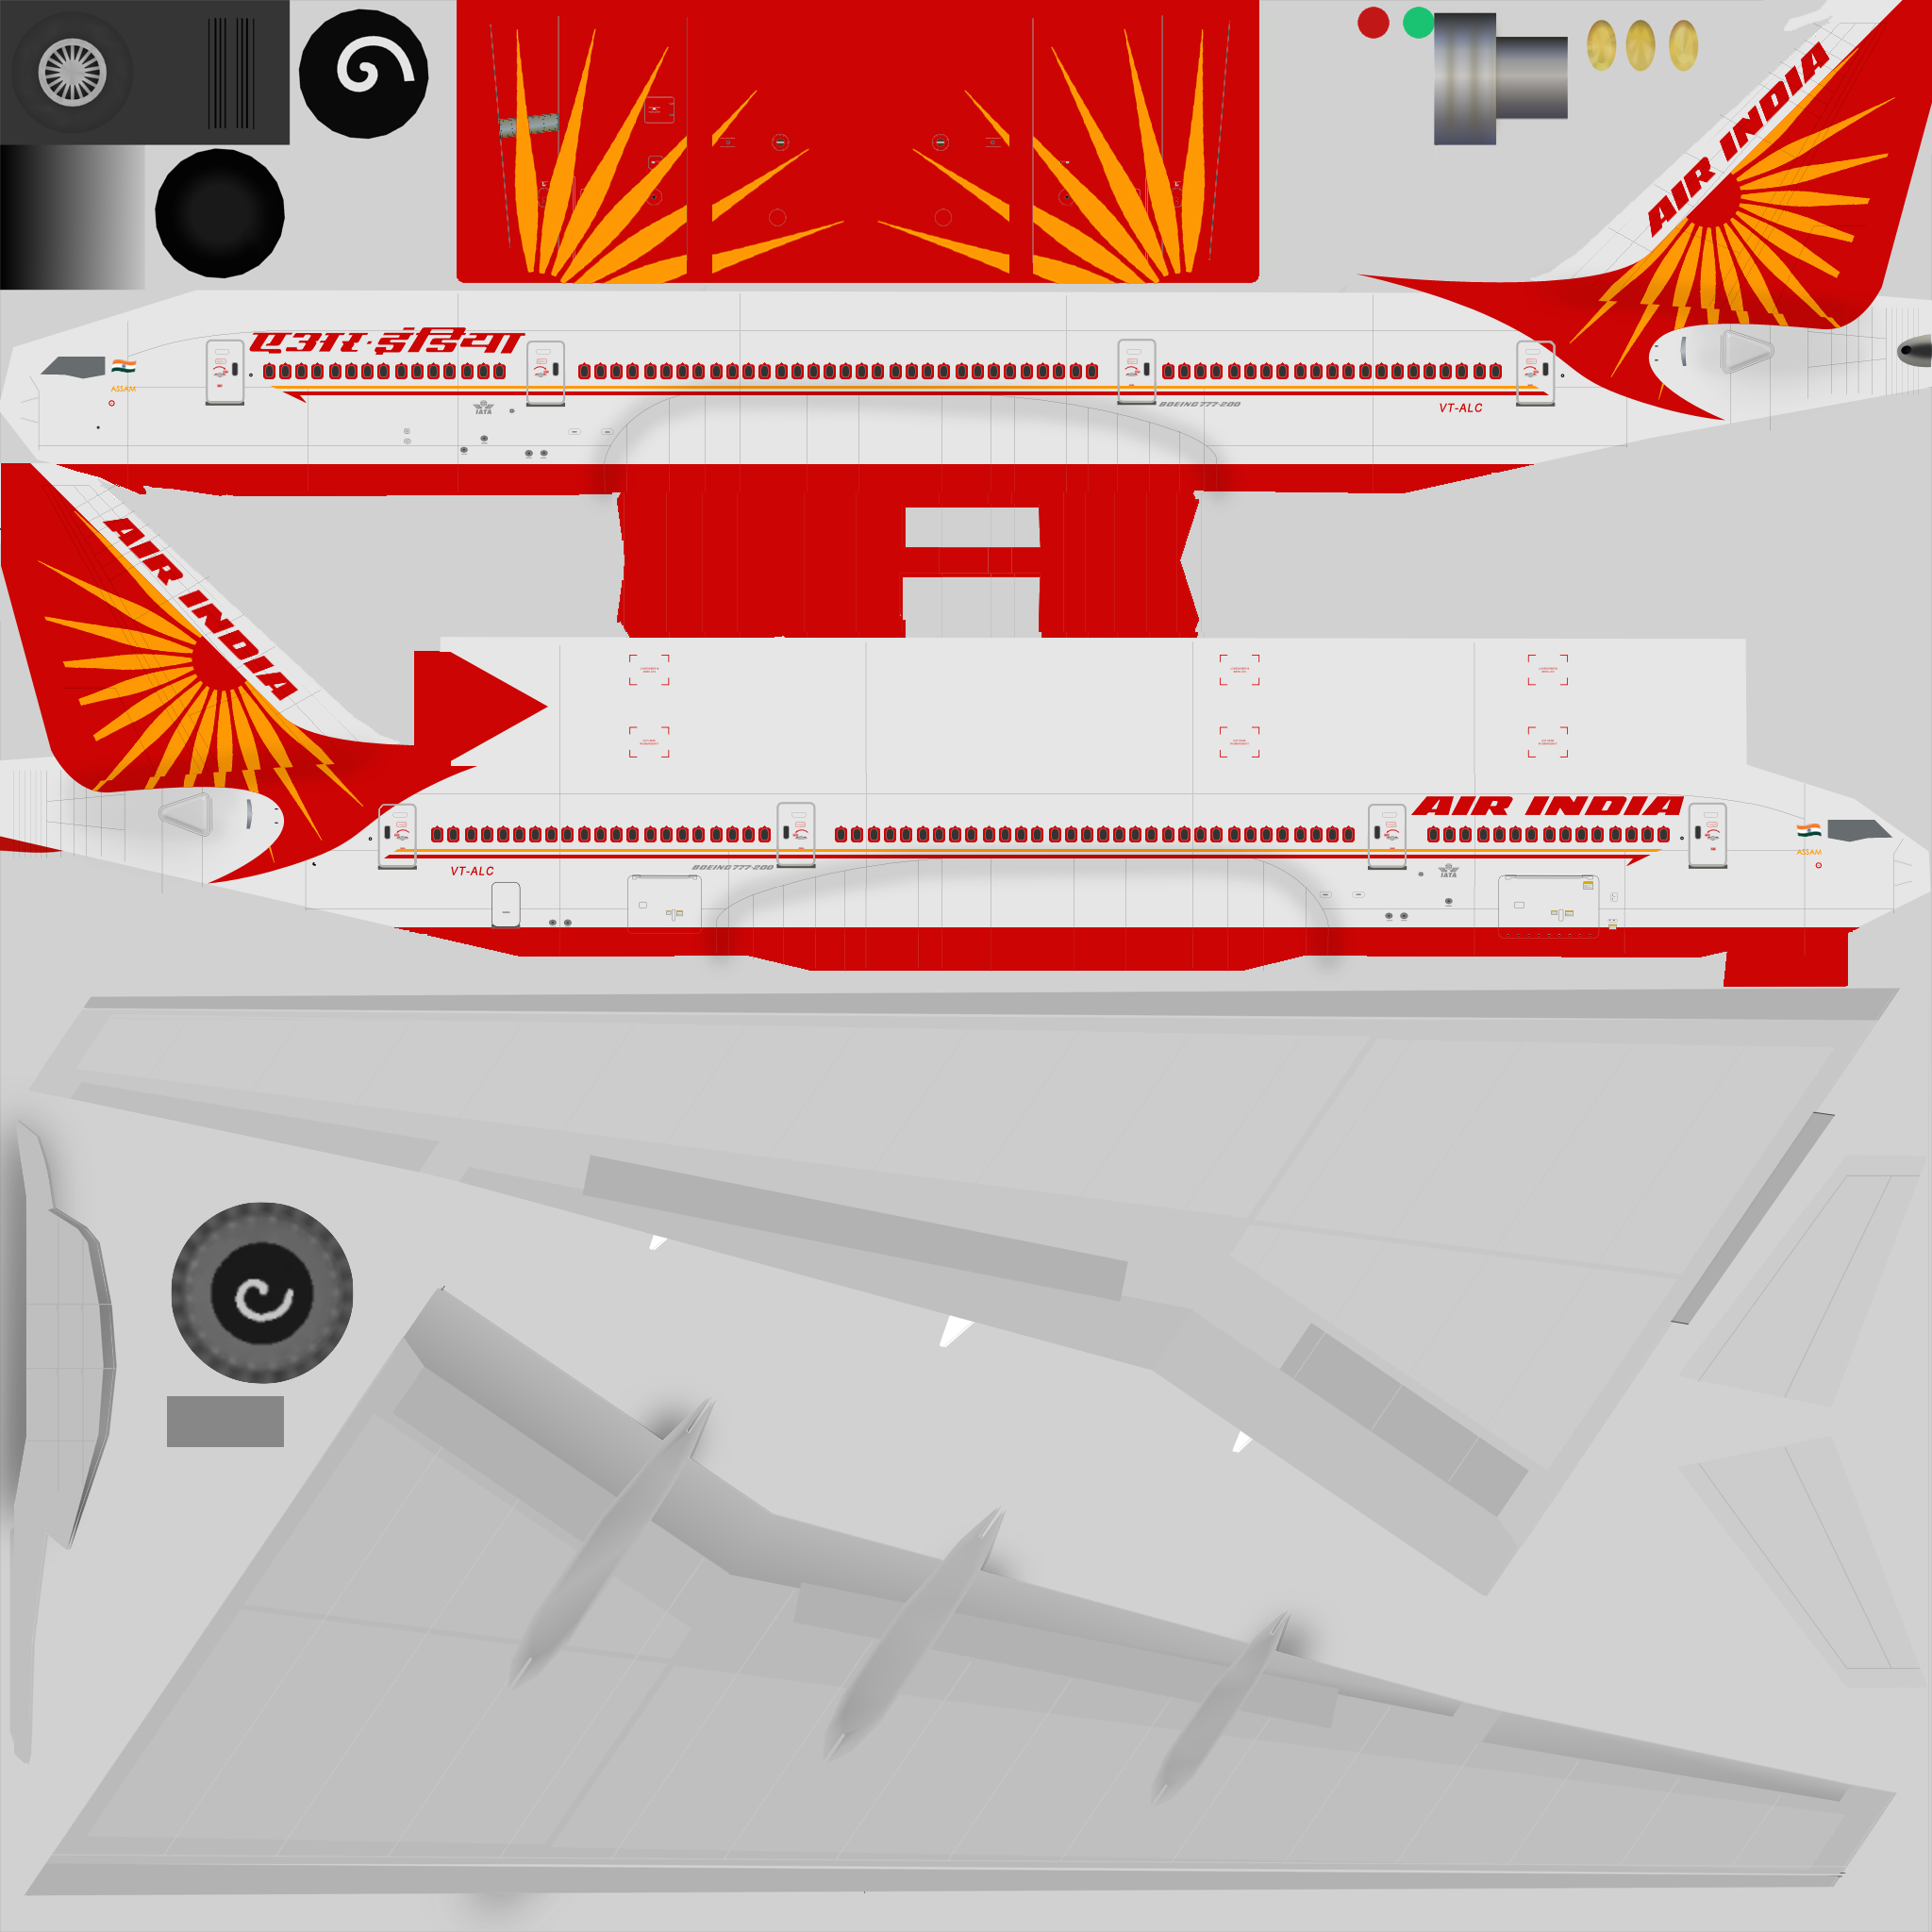 AIR INDIA
एअर·इंडिया
ASSAM
IATA
BOEING 777-200
VT-ALC
AIR INDIA
AIR INDIA
ASSAM
VT-ALC
BOEING 777-200
IATA